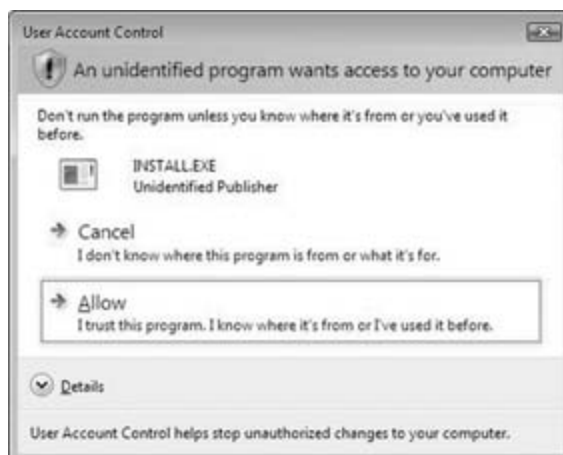 User Account Control
An unidentified program wants access to your computer
Don't run the program unless you know where it's from or you've used it
before.
INSTALL.EXE
Unidentified Publisher
Cancel
I don't know where this program is from or what it's for.
Allow
I trust this program. I know where it's from or I've used it before.
Details
User Account Control helps stop unauthorized changes to your computer.